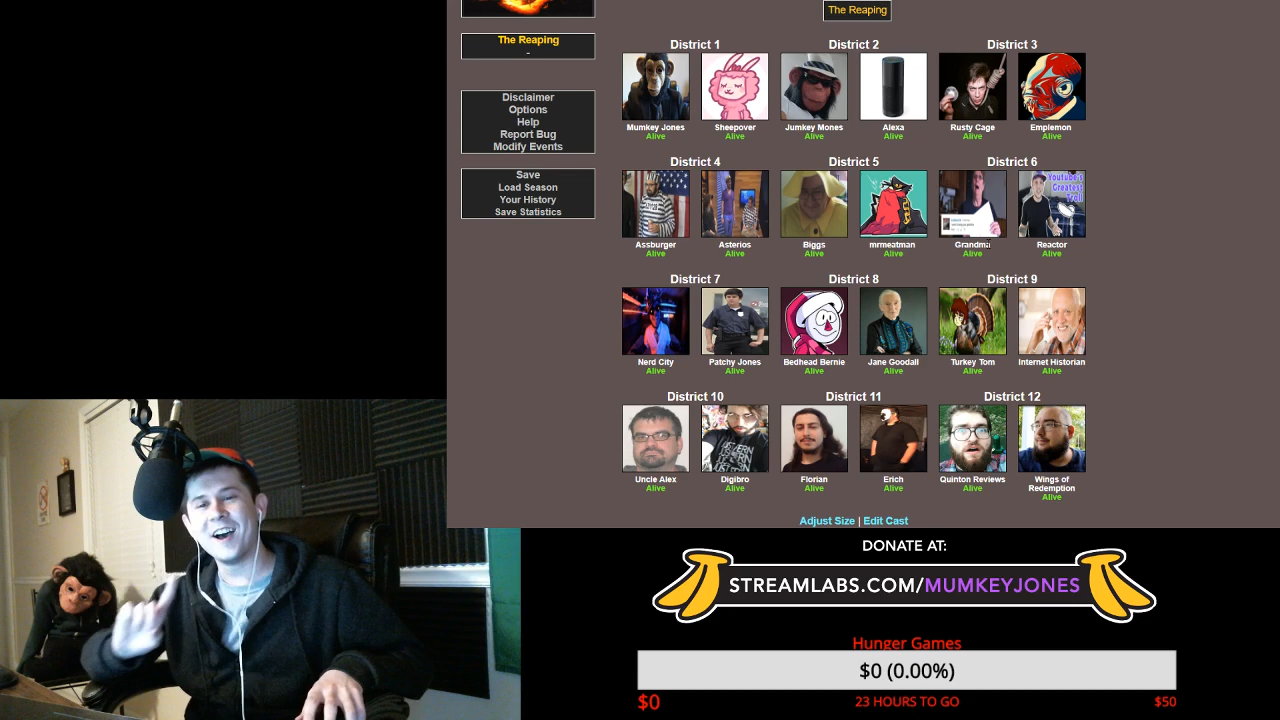 The Reaping
The Reaping
-
Disclaimer
Options
Help
Report Bug
Modify Events
Save
Load Season
Your History
Save Statistics
District 1
District 2
District 3
Mumkey Jones
Sheepover
Jumkey Mones
Alexa
Rusty Cage
Emplemon
Alive
Alive
Alive
Alive
Alive
Alive
District 4
District 5
District 6
Youtube's
Greatest
Troll
Assburger
Asterios
Biggs
mrmeatman
Grandma
Reactor
Alive
Alive
Alive
Alive
Alive
Alive
District 7
District 8
District 9
Nerd City
Patchy Jones
Bedhead Bernie
Jane Goodall
Turkey Tom
Internet Historian
Alive
Alive
Alive
Alive
Alive
Alive
District 10
District 11
District 12
Uncle Alex
Digibro
Florian
Erich
Quinton Reviews
Wings of
Redemption
Alive
Alive
Alive
Alive
Alive
Alive
Adjust Size | Edit Cast
DONATE AT:
STREAMLABS.COM/MUMKEYJONES
Hunger Games
$0 (0.00%)
$0
23 HOURS TO GO
$50